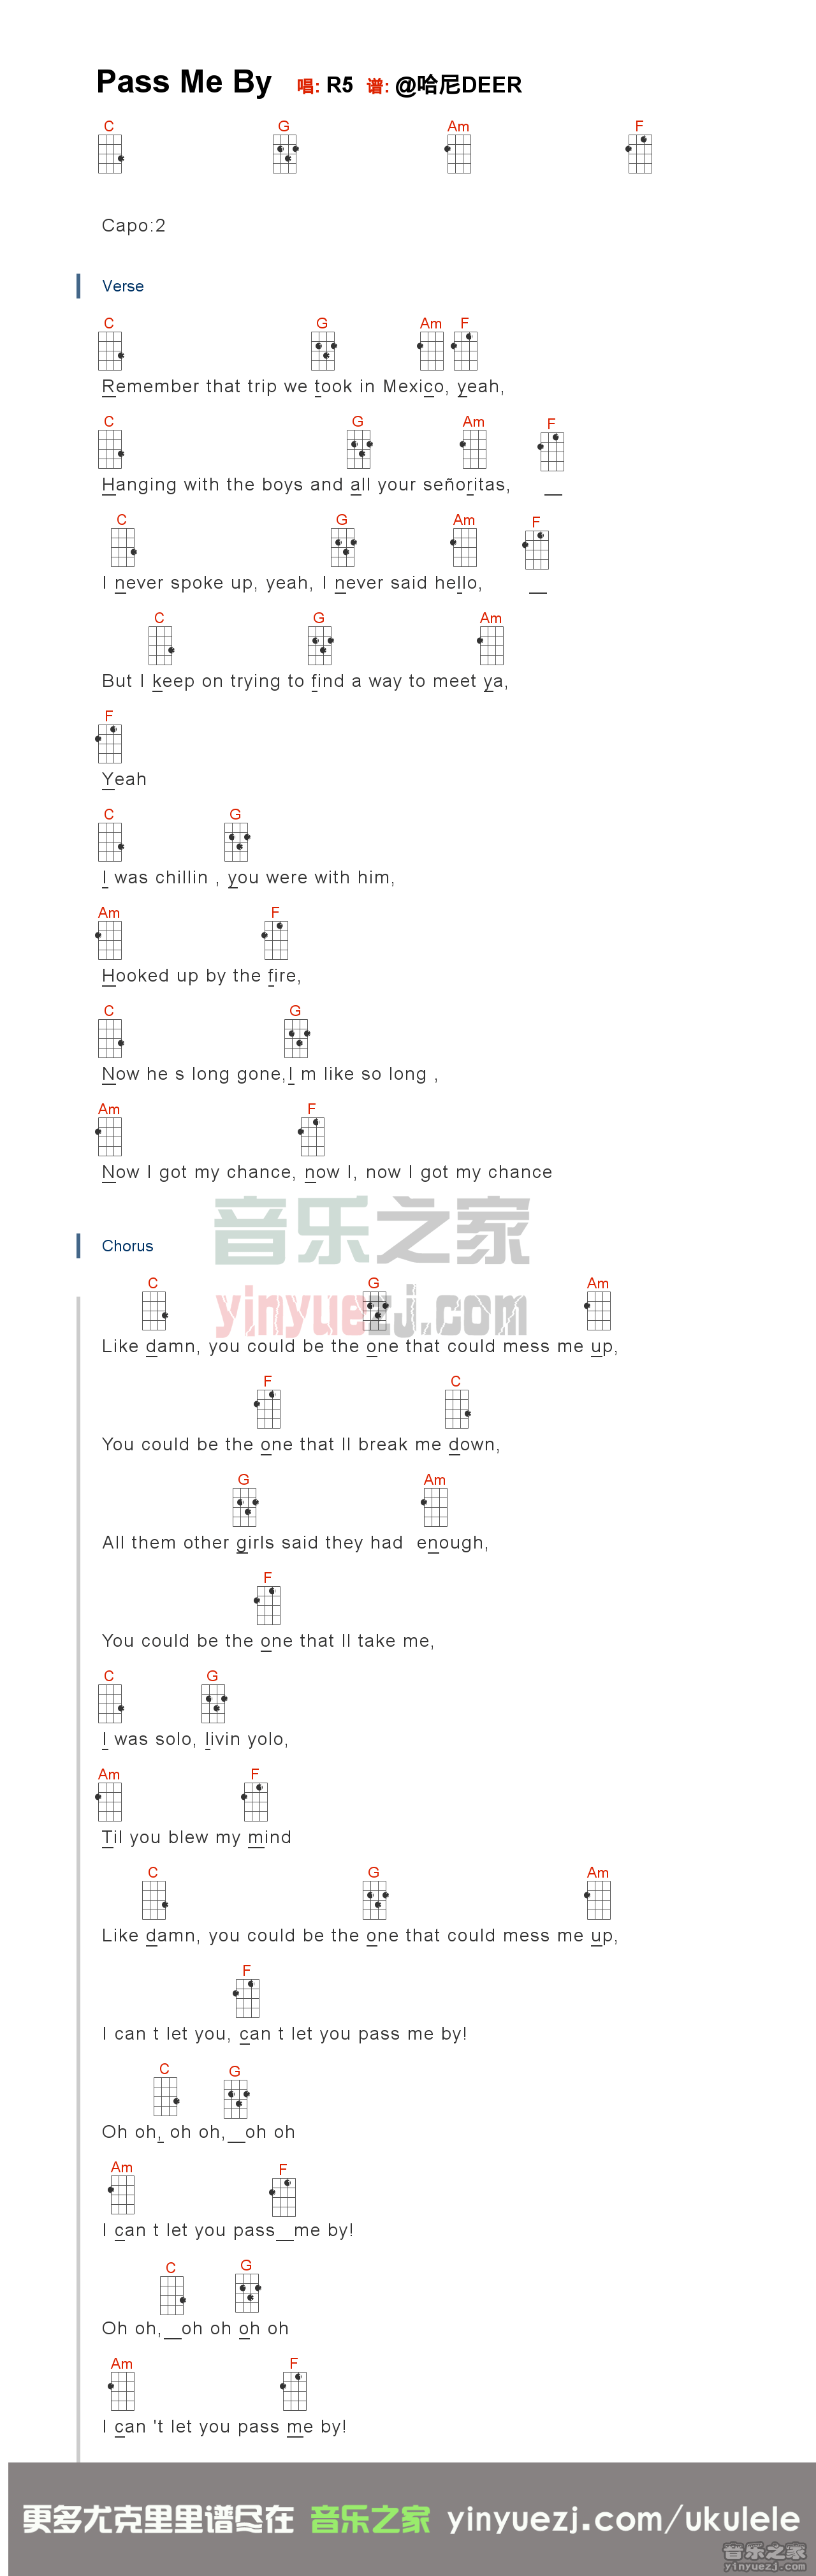 Pass Me By 唱: R5 谱: @哈尼DEER
C G Am F
Capo:2
Verse
C G Am F
Remember that trip we took in Mexico, yeah,
C G Am F
Hanging with the boys and all your señoritas, __
C G Am F
I never spoke up, yeah, I never said hello, __
C G Am
But I keep on trying to find a way to meet ya,
F
Yeah
C G
I was chillin , you were with him,
Am F
Hooked up by the fire,
C G
Now he s long gone,I m like so long ,
Am F
Now I got my chance, now I, now I got my chance
音乐之家
Chorus
yinyuezj.com
C G Am
Like damn, you could be the one that could mess me up,
F C
You could be the one that ll break me down,
G Am
All them other girls said they had enough,
F
You could be the one that ll take me,
C G
I was solo, livin yolo,
Am F
Til you blew my mind
C G Am
Like damn, you could be the one that could mess me up,
F
I can t let you, can t let you pass me by!
C G
Oh oh, oh oh,__oh oh
Am F
I can t let you pass__me by!
C G
Oh oh,__oh oh oh oh
Am F
I can 't let you pass me by!
更多尤克里里谱尽在 音乐之家 yinyuezj.com/ukulele
音乐之家
yinyuezj.com